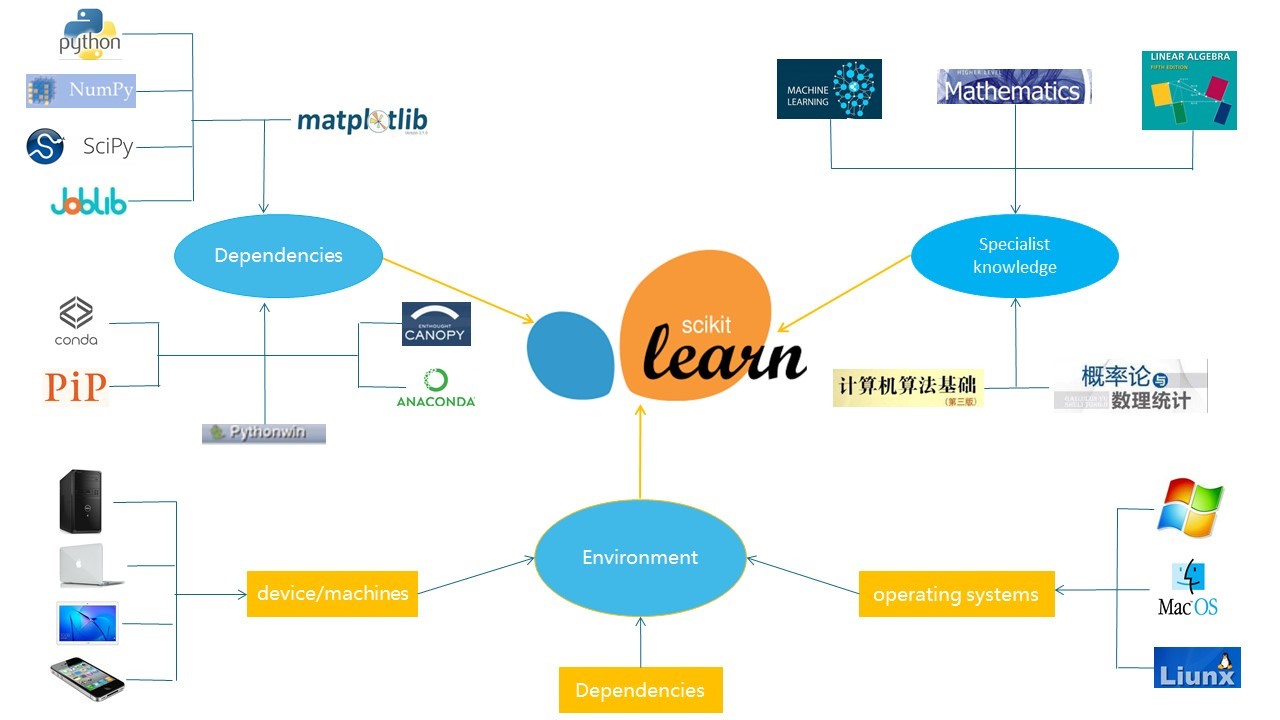 python
NumPy
SciPy
Joblib
matplotlib
Dependencies
conda
PiP
ENTHOUGHT
CANOPY
ANACONDA
Pythonwin
MACHINE
LEARNING
HIGHER LEVEL
Mathematics
LINEAR ALGEBRA
FIFTH EDITION
Specialist
knowledge
计算机算法基础
(第三版)
概率论与
数理统计
scikit
learn
device/machines
Environment
Dependencies
operating systems
Mac OS
Liunx